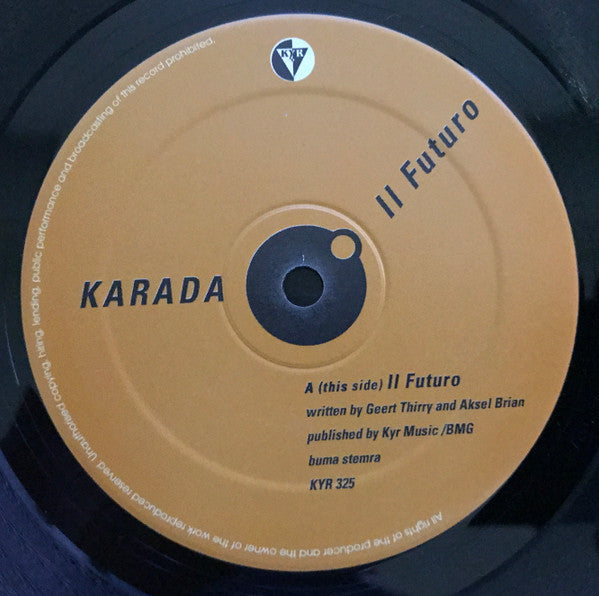 KYR
Il Futuro
KARADA
A (this side) Il Futuro
written by Geert Thirry and Aksel Brian
published by Kyr Music /BMG
buma stemra
KYR 325
All rights of the producer and the owner of the work reproduced reserved. Unauthorised copying, hiring, lending, public performance and broadcasting of this record prohibited.